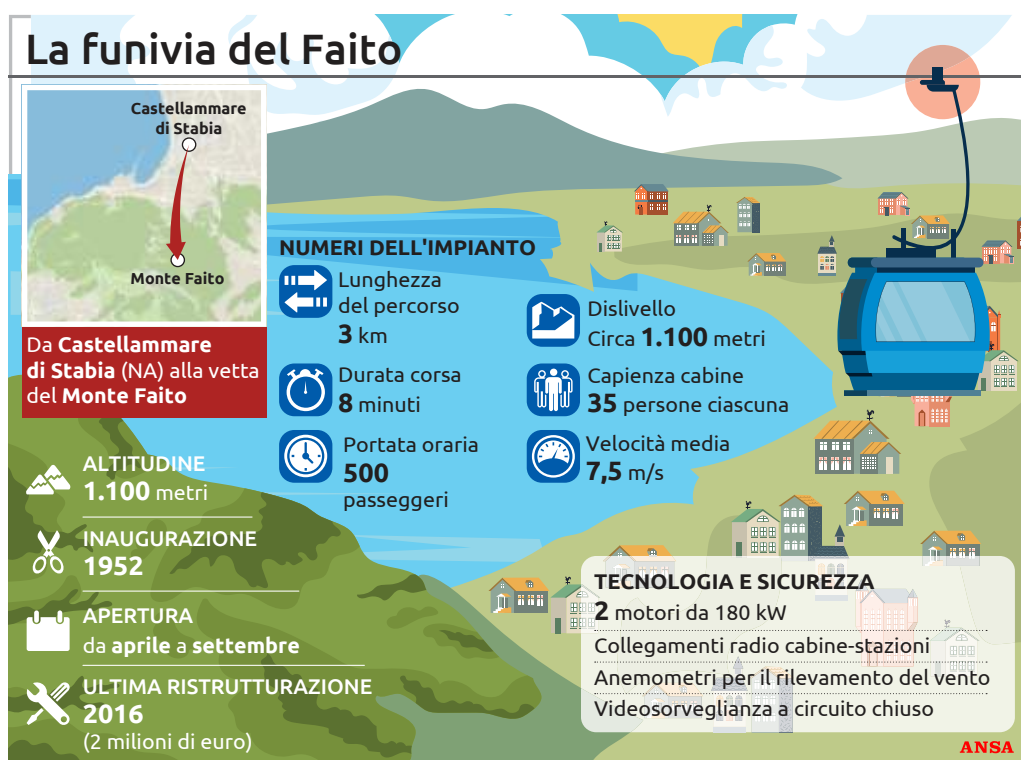 La funivia del Faito
Castellammare
di Stabia
Monte Faito
Da Castellammare
di Stabia (NA) alla vetta
del Monte Faito
NUMERI DELL'IMPIANTO
Lunghezza
del percorso
3 km
Durata corsa
8 minuti
Portata oraria
500
passeggeri
Dislivello
Circa 1.100 metri
Capienza cabine
35 persone ciascuna
Velocità media
7,5 m/s
ALTITUDINE
1.100 metri
INAUGURAZIONE
1952
APERTURA
da aprile a settembre
ULTIMA RISTRUTTURAZIONE
2016
(2 milioni di euro)
TECNOLOGIA E SICUREZZA
2 motori da 180 kW
Collegamenti radio cabine-stazioni
Anemometri per il rilevamento del vento
Videosorveglianza a circuito chiuso
ANSA